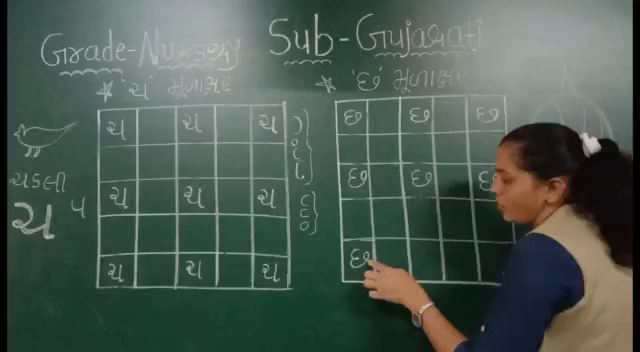 Grade-Nursery Sub-Gujarati
* 'ચ' મૂળાક્ષર
* 'છ' મૂળાક્ષર
ચ ચ ચ
ચ ચ ચ
ચ ચ ચ
ચકલી
ચ
છ છ છ
છ છ છ
છ